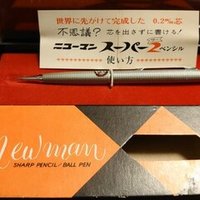 世界に先かけて完成した 0.2%芯
不思議? 芯を出さずに書ける!
ニューマン スーパー2ペンシル
使い方
Newman
SHARP PENCIL/BALL PEN